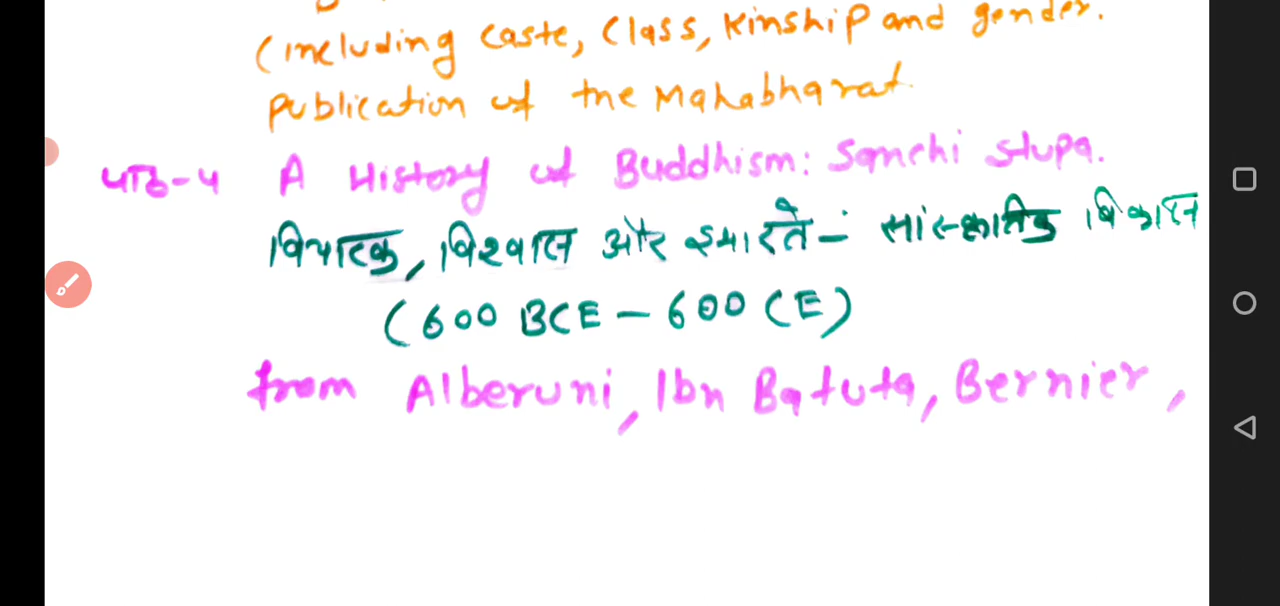 (including caste, Class, Kinship and gender.
publication of the Mahabharat.
पाठ-4 A History of Buddhism: Sanchi Stupa.
विचारक, विश्वास और इमारते - सांस्कृतिक विकास
(600 BCE - 600 CE)
from Alberuni, Ibn Batuta, Bernier,